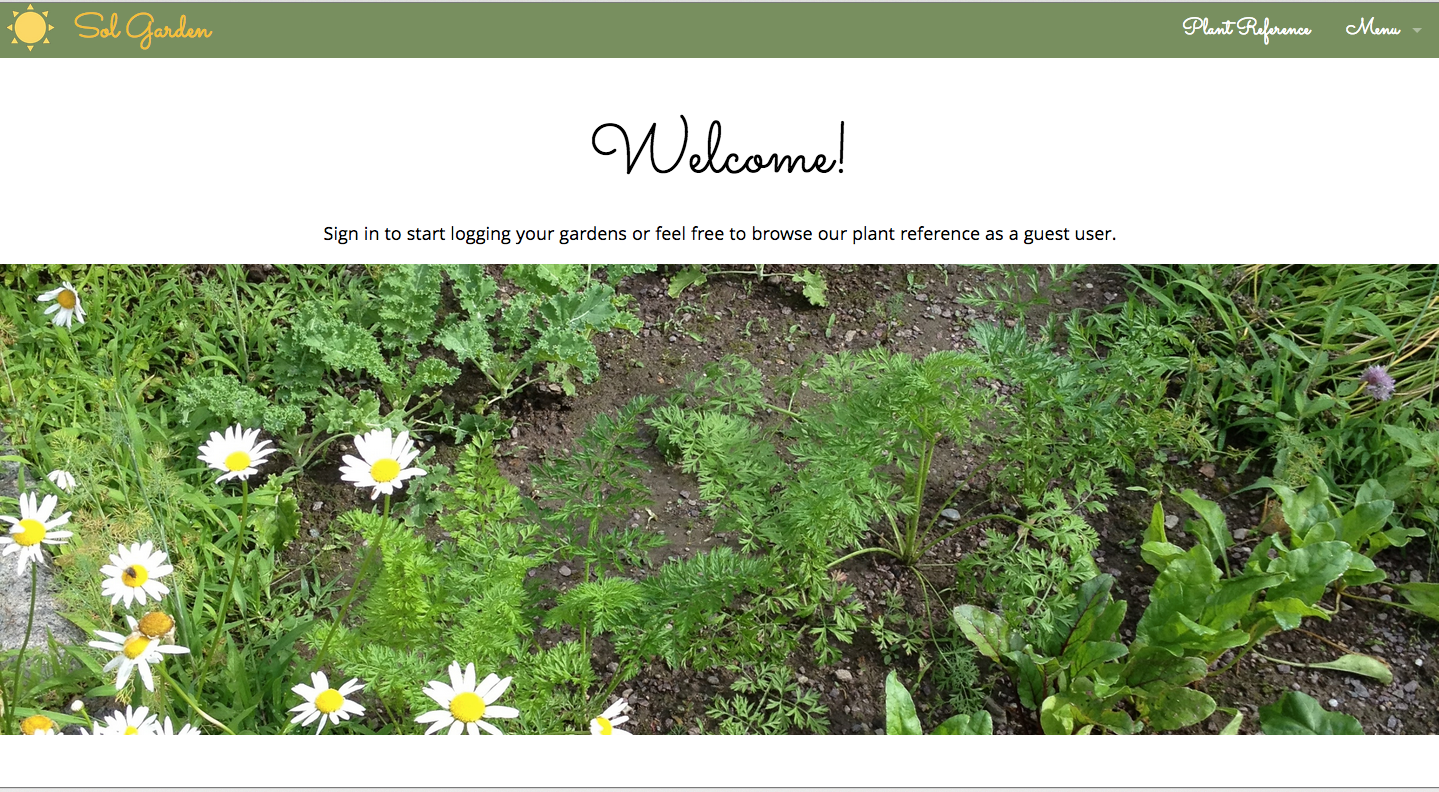 Sol Garden
Plant Reference
Menu
Welcome!
Sign in to start logging your gardens or feel free to browse our plant reference as a guest user.